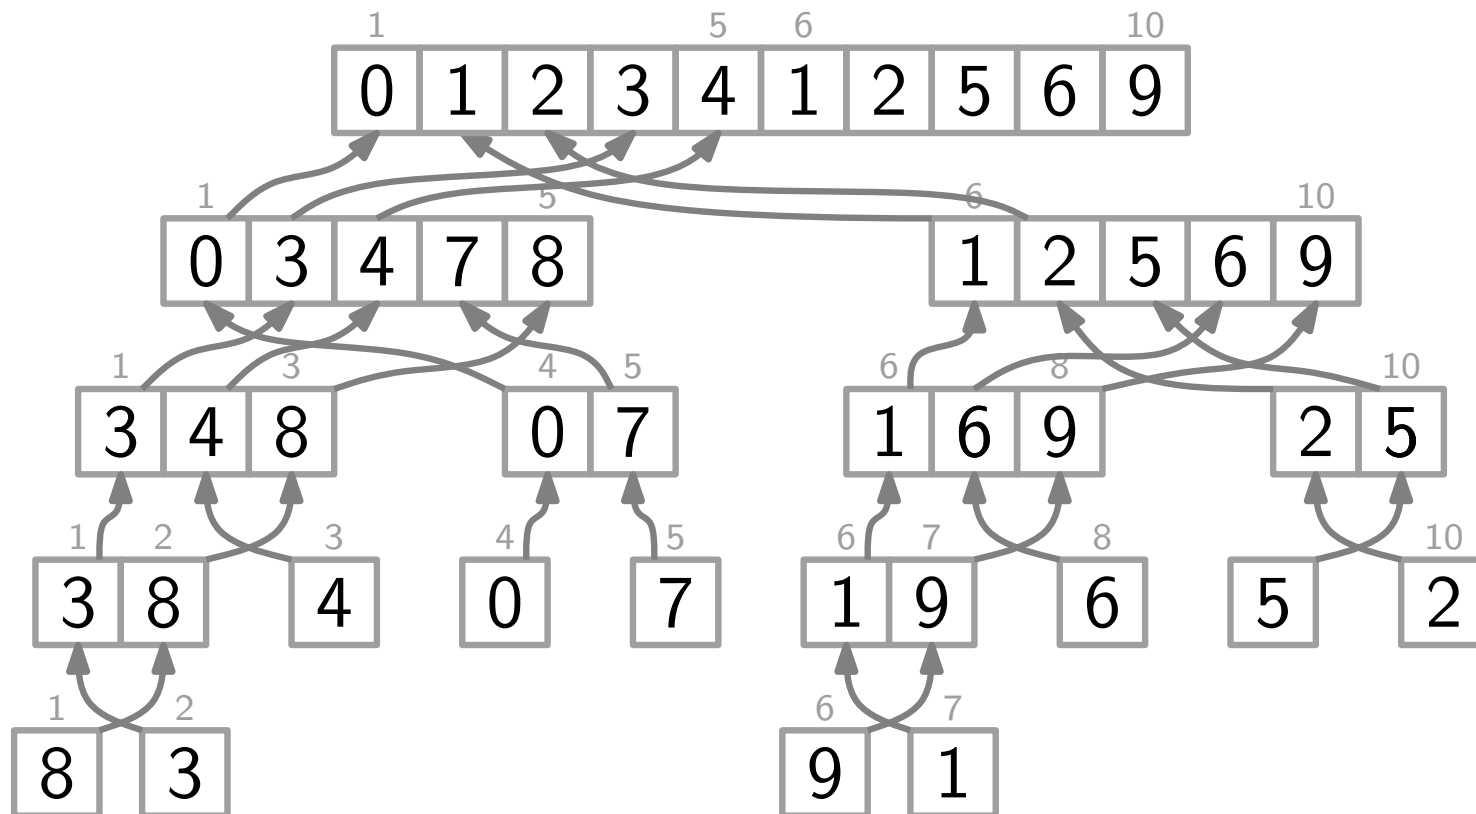 1 5 6 10
0 1 2 3 4 1 2 5 6 9
1 5 6 10
0 3 4 7 8 1 2 5 6 9
1 3 4 5 6 8 10
3 4 8 0 7 1 6 9 2 5
1 2 3 4 5 6 7 8 10
3 8 4 0 7 1 9 6 5 2
1 2 6 7
8 3 9 1